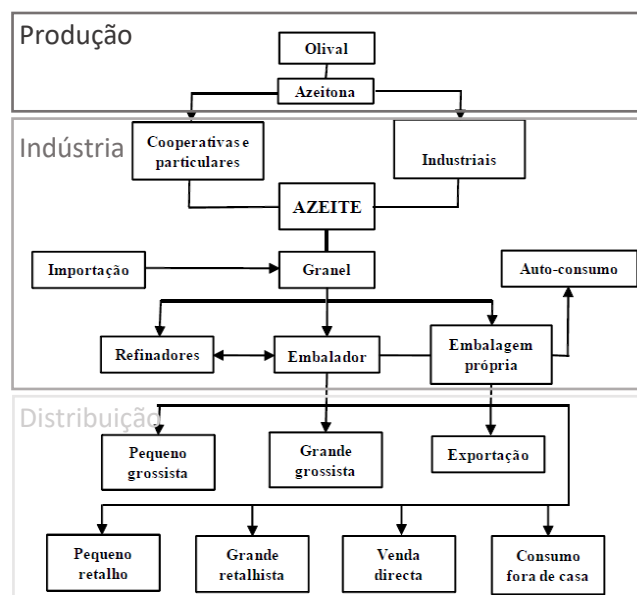 Produção
Olival
Azeitona
Indústria
Cooperativas e
particulares
Industriais
AZEITE
Importação
Granel
Auto-consumo
Refinadores
Embalador
Embalagem
própria
Distribuição
Pequeno
grossista
Grande
grossista
Exportação
Pequeno
retalho
Grande
retalhista
Venda
directa
Consumo
fora de casa